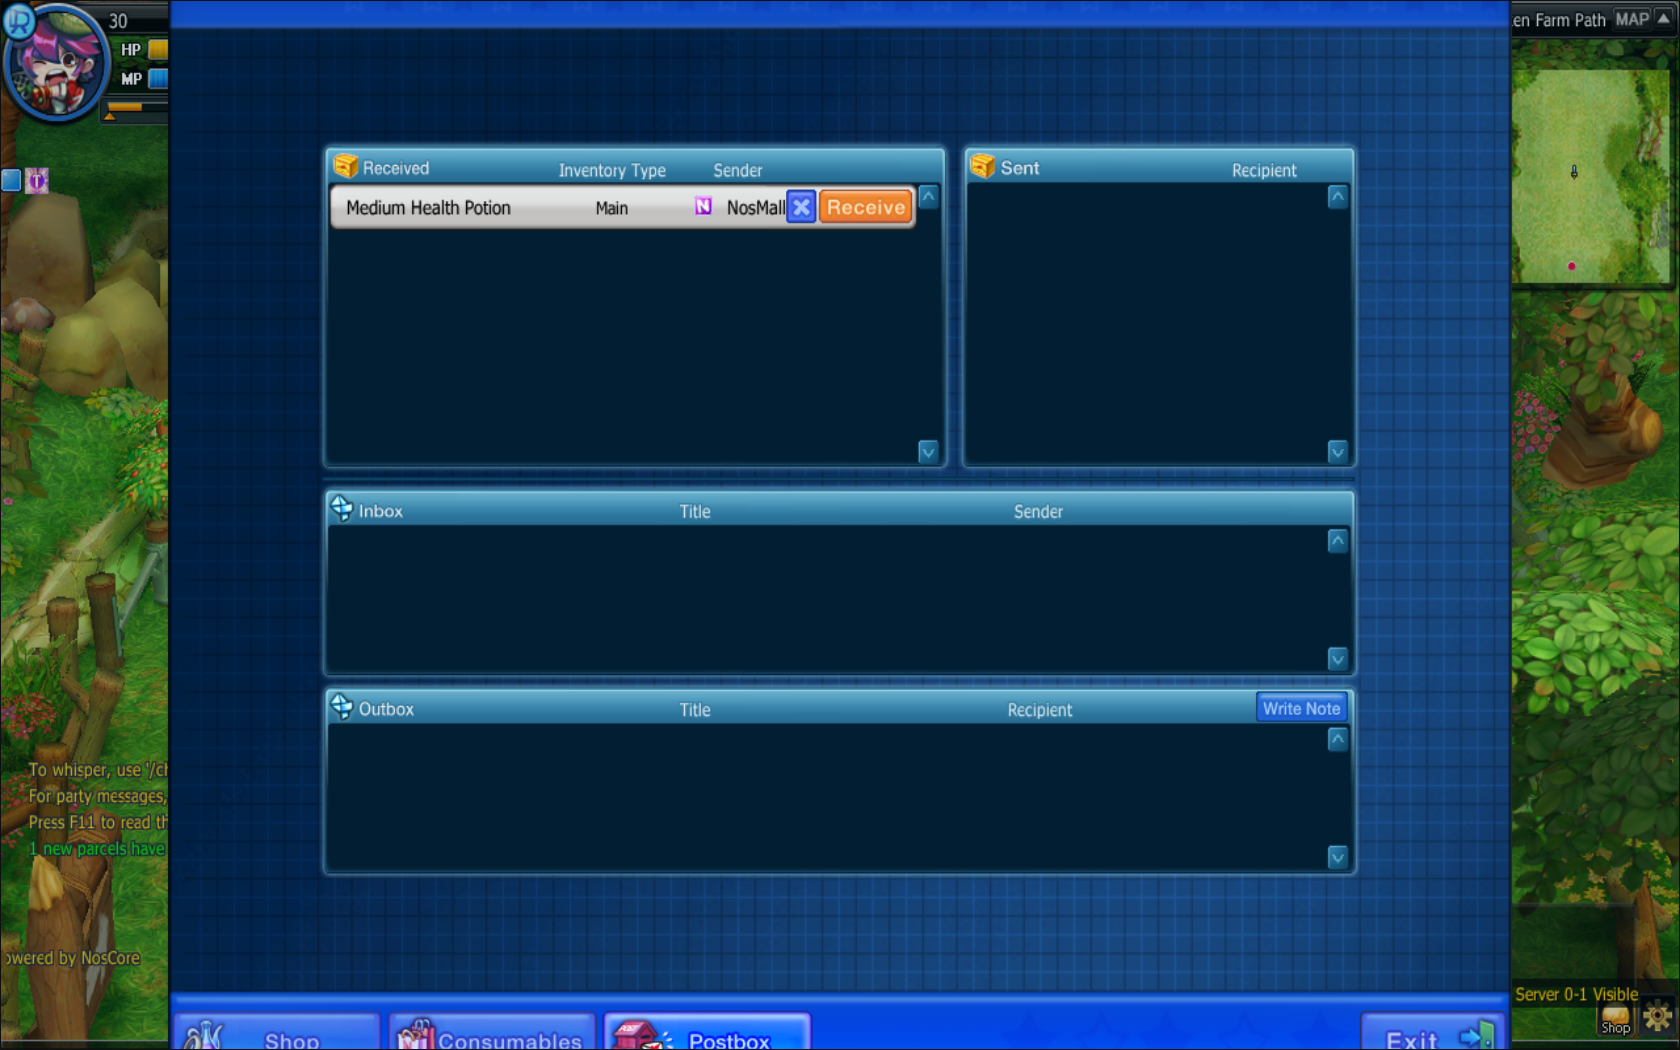 30
HP
MP
T
en Farm Path MAP
Received Inventory Type Sender
Medium Health Potion Main N NosMall Receive
Sent Recipient
Inbox Title Sender
Outbox Title Recipient Write Note
To whisper, use '/ch
For party messages,
Press F11 to read th
1 new parcels have
owered by NosCore
Server 0-1 Visible
Shop
Shop
Consumables
POST
Postbox
Exit